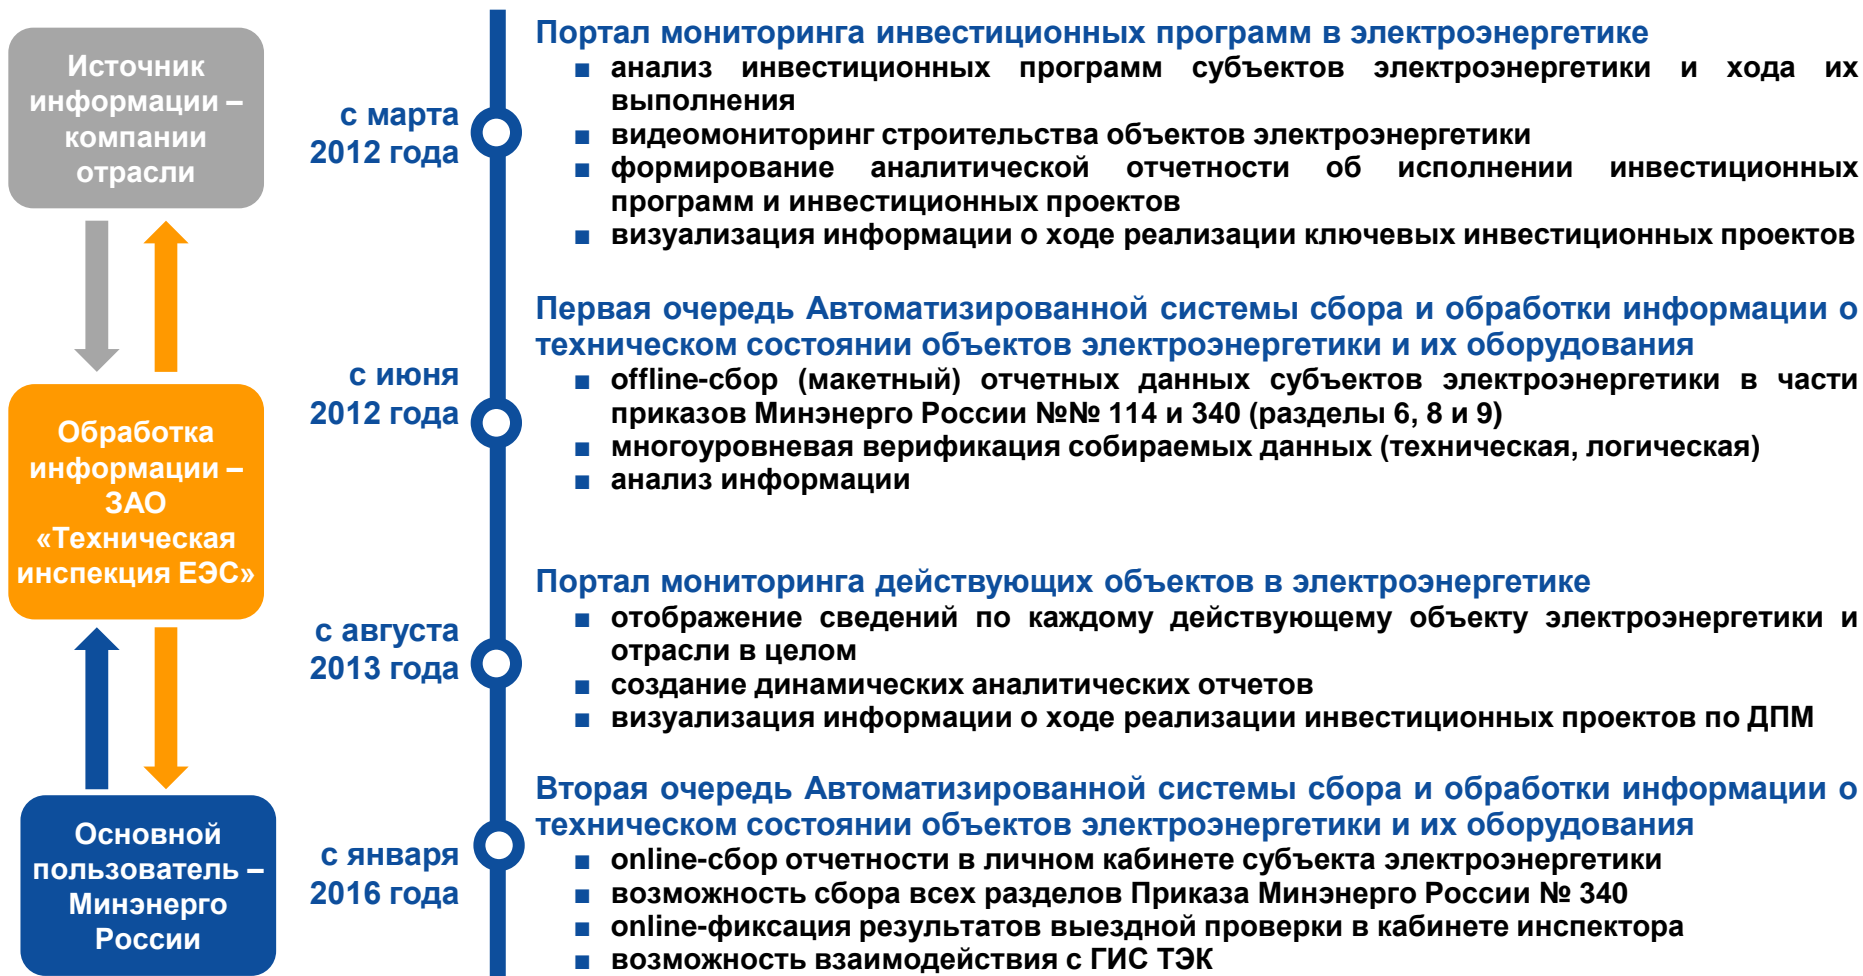 Источник
информации –
компании
отрасли
Обработка
информации –
ЗАО
«Техническая
инспекция ЕЭС»
Основной
пользователь –
Минэнерго
России
с марта
2012 года
Портал мониторинга инвестиционных программ в электроэнергетике
■ анализ инвестиционных программ субъектов электроэнергетики и хода их
выполнения
■ видеомониторинг строительства объектов электроэнергетики
■ формирование аналитической отчетности об исполнении инвестиционных
программ и инвестиционных проектов
■ визуализация информации о ходе реализации ключевых инвестиционных проектов
с июня
2012 года
Первая очередь Автоматизированной системы сбора и обработки информации о
техническом состоянии объектов электроэнергетики и их оборудования
■ offline-сбор (макетный) отчетных данных субъектов электроэнергетики в части
приказов Минэнерго России №№ 114 и 340 (разделы 6, 8 и 9)
■ многоуровневая верификация собираемых данных (техническая, логическая)
■ анализ информации
с августа
2013 года
Портал мониторинга действующих объектов в электроэнергетике
■ отображение сведений по каждому действующему объекту электроэнергетики и
отрасли в целом
■ создание динамических аналитических отчетов
■ визуализация информации о ходе реализации инвестиционных проектов по ДПМ
с января
2016 года
Вторая очередь Автоматизированной системы сбора и обработки информации о
техническом состоянии объектов электроэнергетики и их оборудования
■ online-сбор отчетности в личном кабинете субъекта электроэнергетики
■ возможность сбора всех разделов Приказа Минэнерго России № 340
■ online-фиксация результатов выездной проверки в кабинете инспектора
■ возможность взаимодействия с ГИС ТЭК